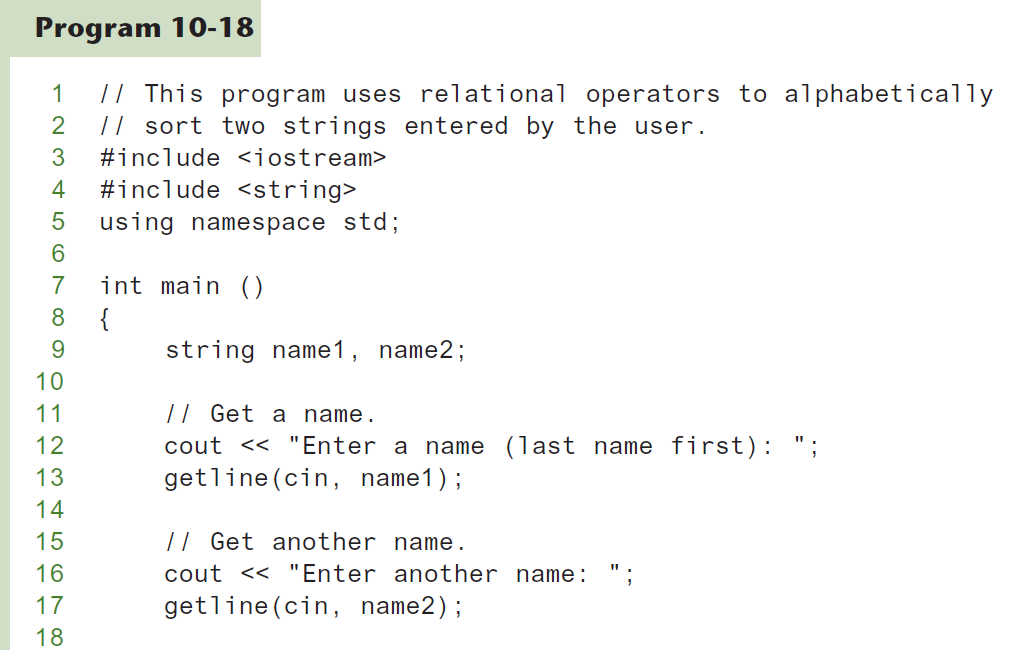 Program 10-18
1 // This program uses relational operators to alphabetically
2 // sort two strings entered by the user.
3 #include <iostream>
4 #include <string>
5 using namespace std;
6
7 int main ()
8 {
9 string name1, name2;
10
11 // Get a name.
12 cout << "Enter a name (last name first): ";
13 getline(cin, name1);
14
15 // Get another name.
16 cout << "Enter another name: ";
17 getline(cin, name2);
18